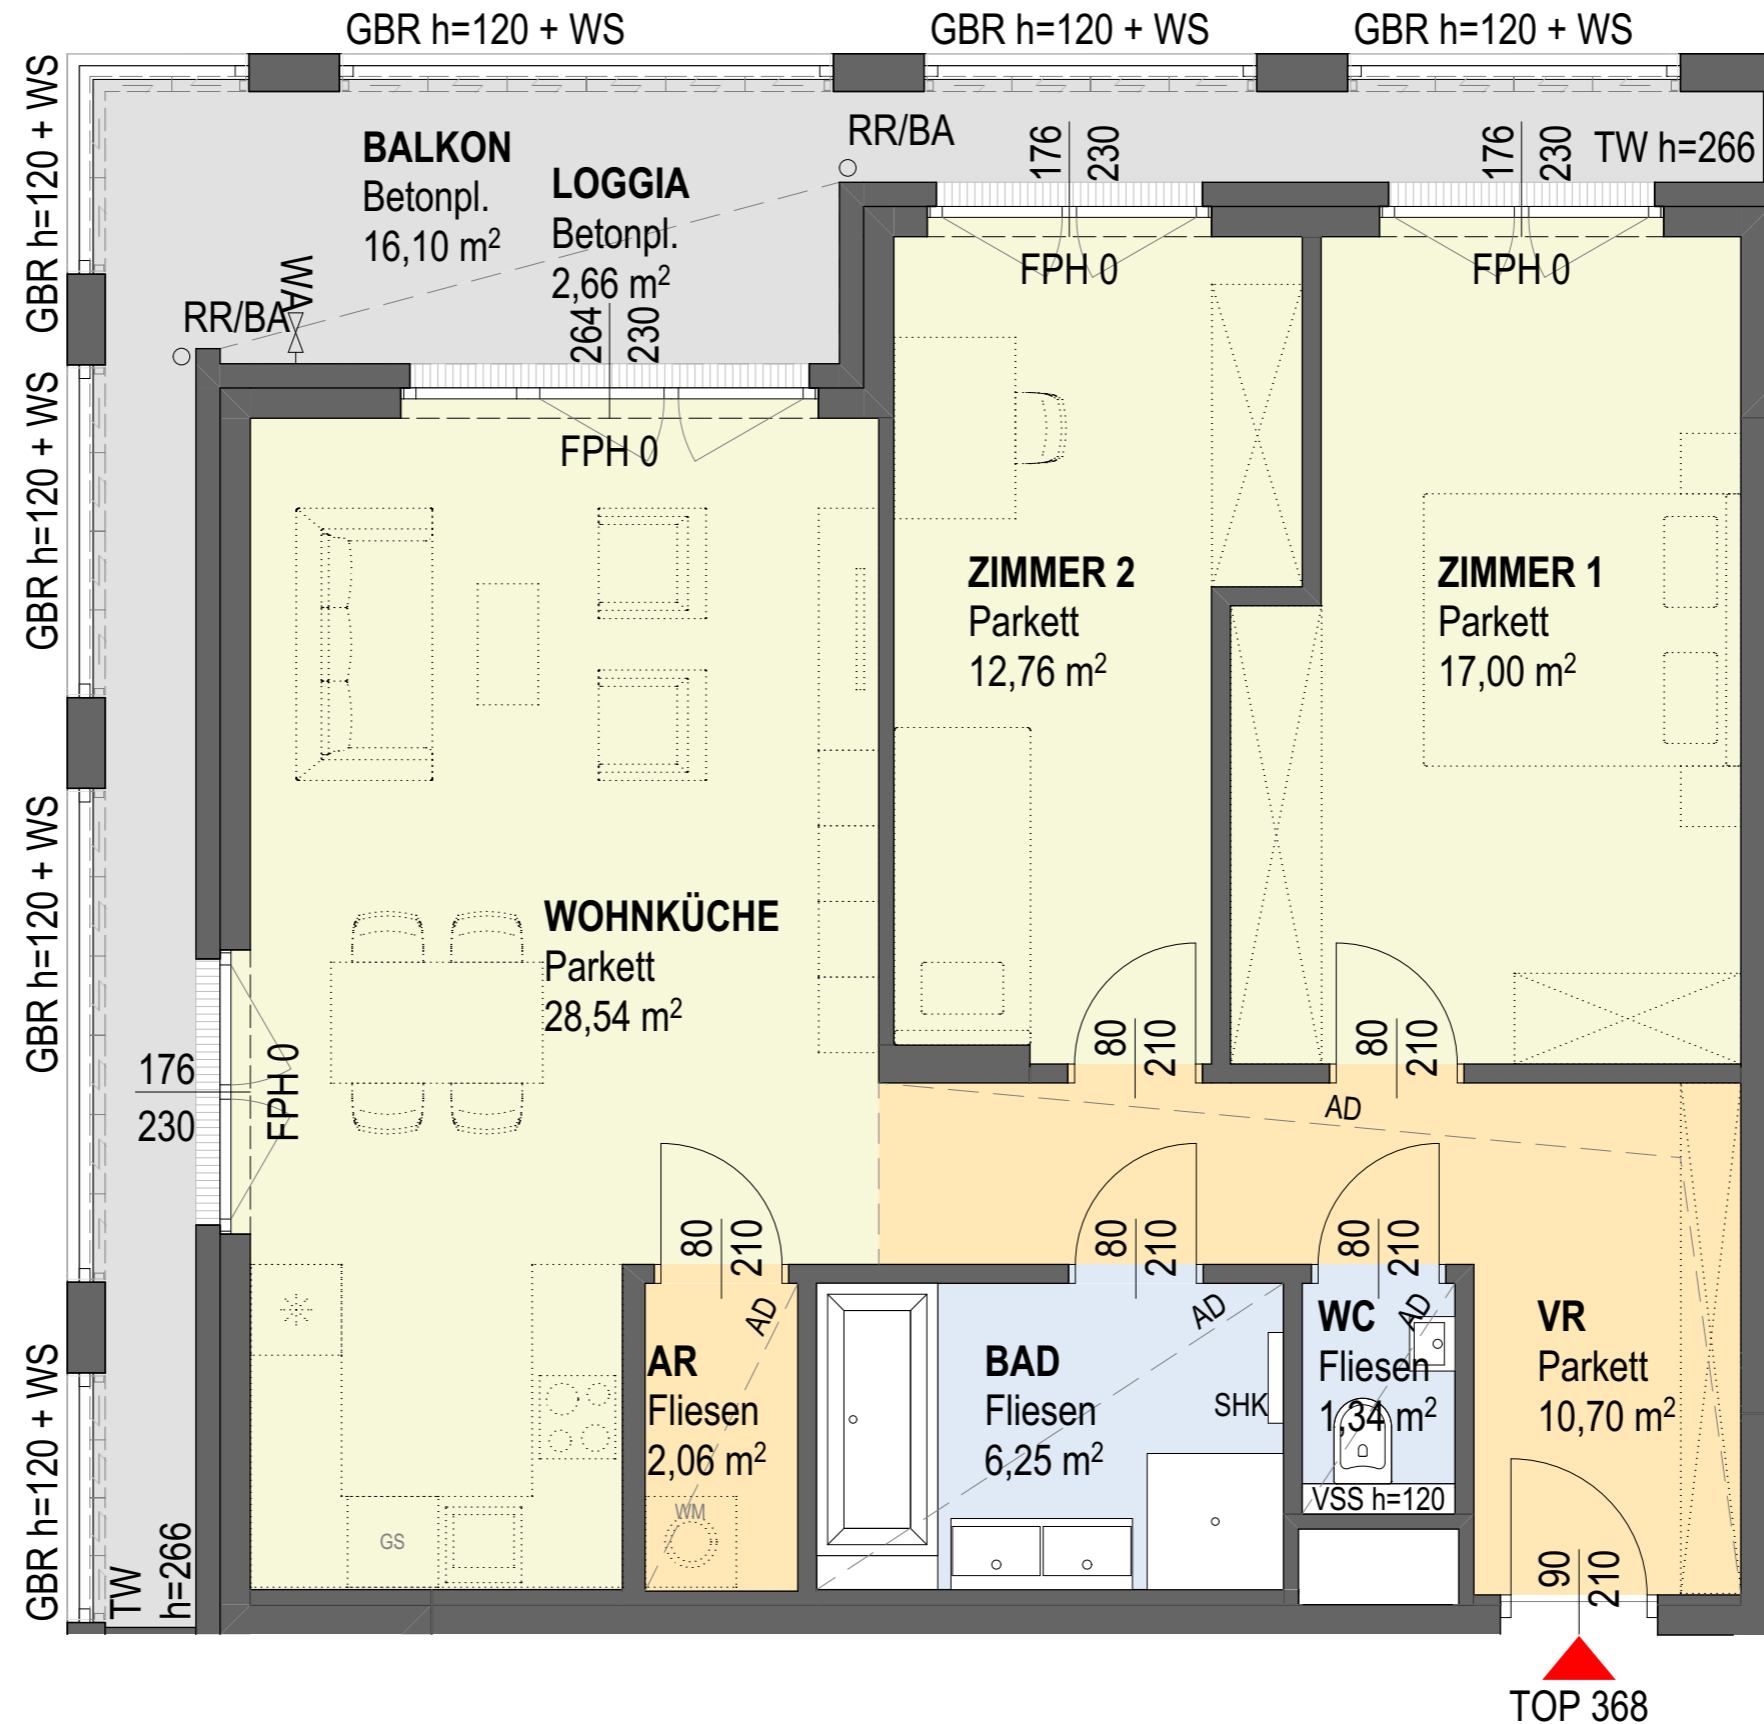 GBR h=120 + WS
GBR h=120 + WS
GBR h=120 + WS
GBR h=120 + WS
GBR h=120 + WS
GBR h=120 + WS
GBR h=120 + WS
BALKON
Betonpl.
16,10 m²
LOGGIA
Betonpl.
2,66 m²
RR/BA
RR/BA
WA
176
230
176
230
TW h=266
264
230
FPH 0
FPH 0
FPH 0
ZIMMER 2
Parkett
12,76 m²
ZIMMER 1
Parkett
17,00 m²
WOHNKÜCHE
Parkett
28,54 m²
176
230
FPH 0
80
210
80
210
AD
80
210
80
210
80
210
AR
Fliesen
2,06 m²
AD
WM
BAD
Fliesen
6,25 m²
AD
SHK
WC
Fliesen
1,34 m²
AD
VSS h=120
VR
Parkett
10,70 m²
GS
TW
h=266
90
210
TOP 368